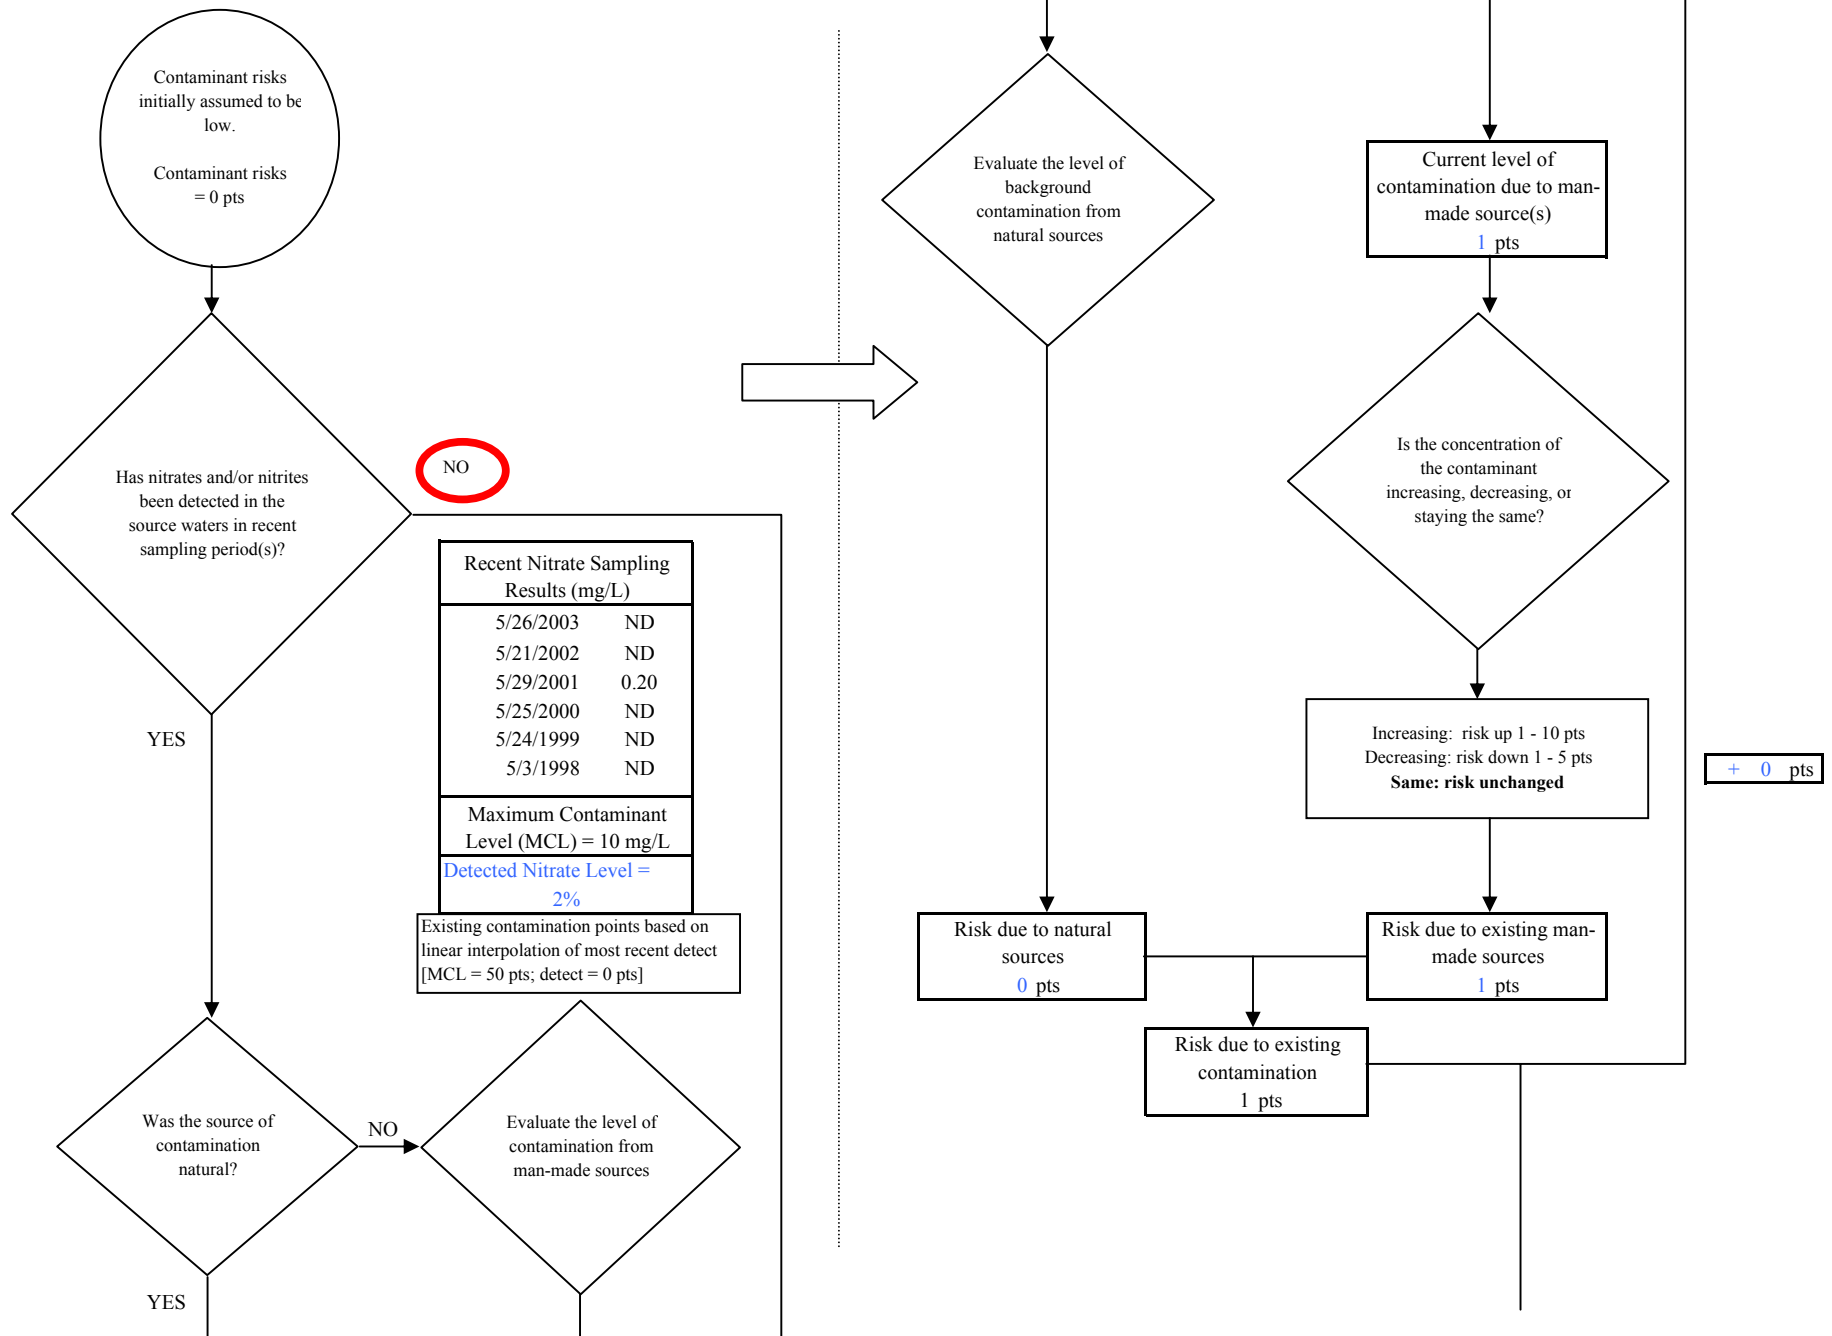 Contaminant risks
initially assumed to be
low.
Contaminant risks
= 0 pts
Has nitrates and/or nitrites
been detected in the
source waters in recent
sampling period(s)?
NO
YES
Recent Nitrate Sampling
Results (mg/L)
5/26/2003 ND
5/21/2002 ND
5/29/2001 0.20
5/25/2000 ND
5/24/1999 ND
5/3/1998 ND
Maximum Contaminant
Level (MCL) = 10 mg/L
Detected Nitrate Level =
2%
Existing contamination points based on
linear interpolation of most recent detect
[MCL = 50 pts; detect = 0 pts]
Was the source of
contamination
natural?
NO
YES
Evaluate the level of
contamination from
man-made sources
Evaluate the level of
background
contamination from
natural sources
Current level of
contamination due to man-
made source(s)
1 pts
Is the concentration of
the contaminant
increasing, decreasing, or
staying the same?
Increasing: risk up 1 - 10 pts
Decreasing: risk down 1 - 5 pts
Same: risk unchanged
+ 0 pts
Risk due to natural
sources
0 pts
Risk due to existing man-
made sources
1 pts
Risk due to existing
contamination
1 pts